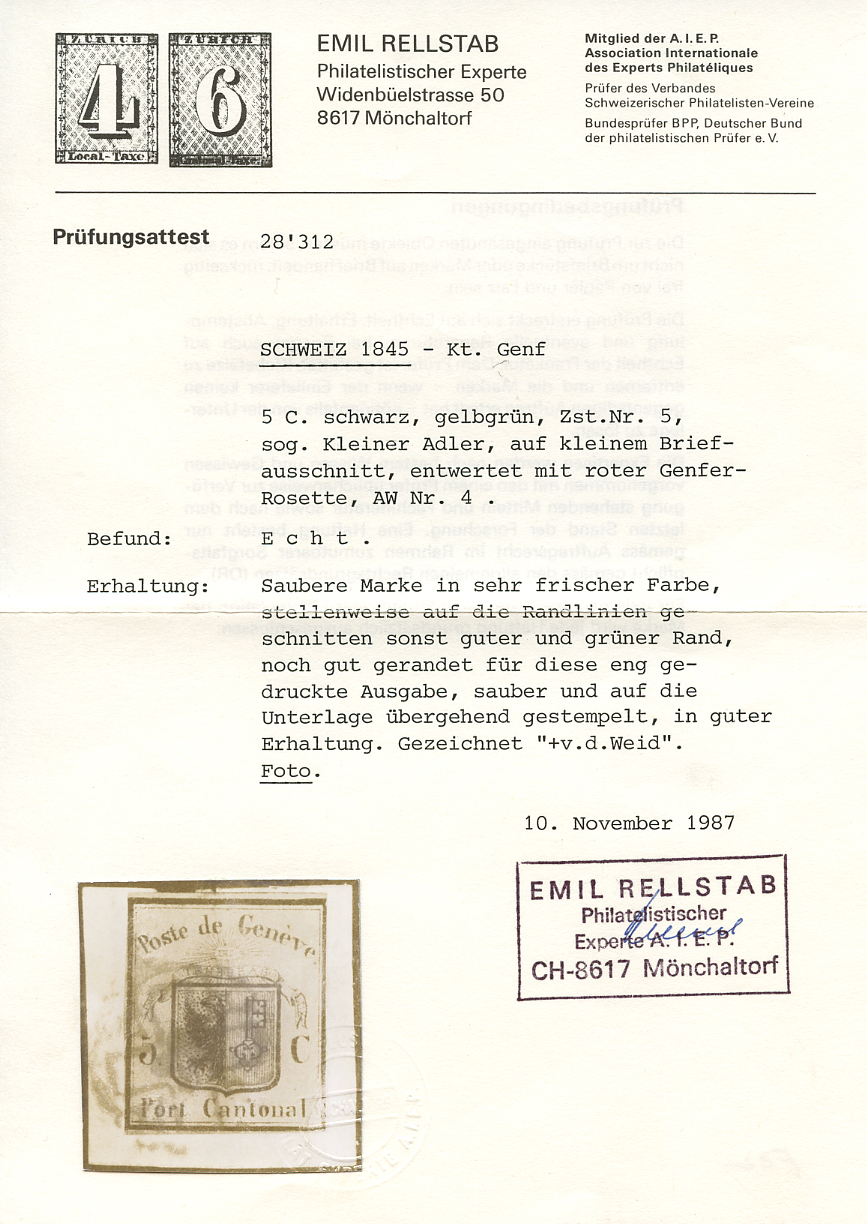 ZÜRICH
4
Local-Taxe
ZÜRICH
6
Cantonal-Taxe.
EMIL RELLSTAB
Philatelistischer Experte
Widenbüelstrasse 50
8617 Mönchaltorf
Mitglied der A.I.E.P.
Association Internationale
des Experts Philatéliques
Prüfer des Verbandes
Schweizerischer Philatelisten-Vereine
Bundesprüfer BPP, Deutscher Bund
der philatelistischen Prüfer e.V.
Prüfungsattest 28'312
SCHWEIZ 1845 - Kt. Genf
5 C. schwarz, gelbgrün, Zst.Nr. 5,
sog. Kleiner Adler, auf kleinem Brief-
ausschnitt, entwertet mit roter Genfer-
Rosette, AW Nr. 4 .
Befund: E c h t .
Erhaltung: Saubere Marke in sehr frischer Farbe,
stellenweise auf die Randlinien ge-
schnitten sonst guter und grüner Rand,
noch gut gerandet für diese eng ge-
druckte Ausgabe, sauber und auf die
Unterlage übergehend gestempelt, in guter
Erhaltung. Gezeichnet "+v.d.Weid".
Foto.
10. November 1987
EMIL RELLSTAB
Philatelistischer
Experte A.I.E.P.
CH-8617 Mönchaltorf
Poste de Genève
5 C
Port Cantonal